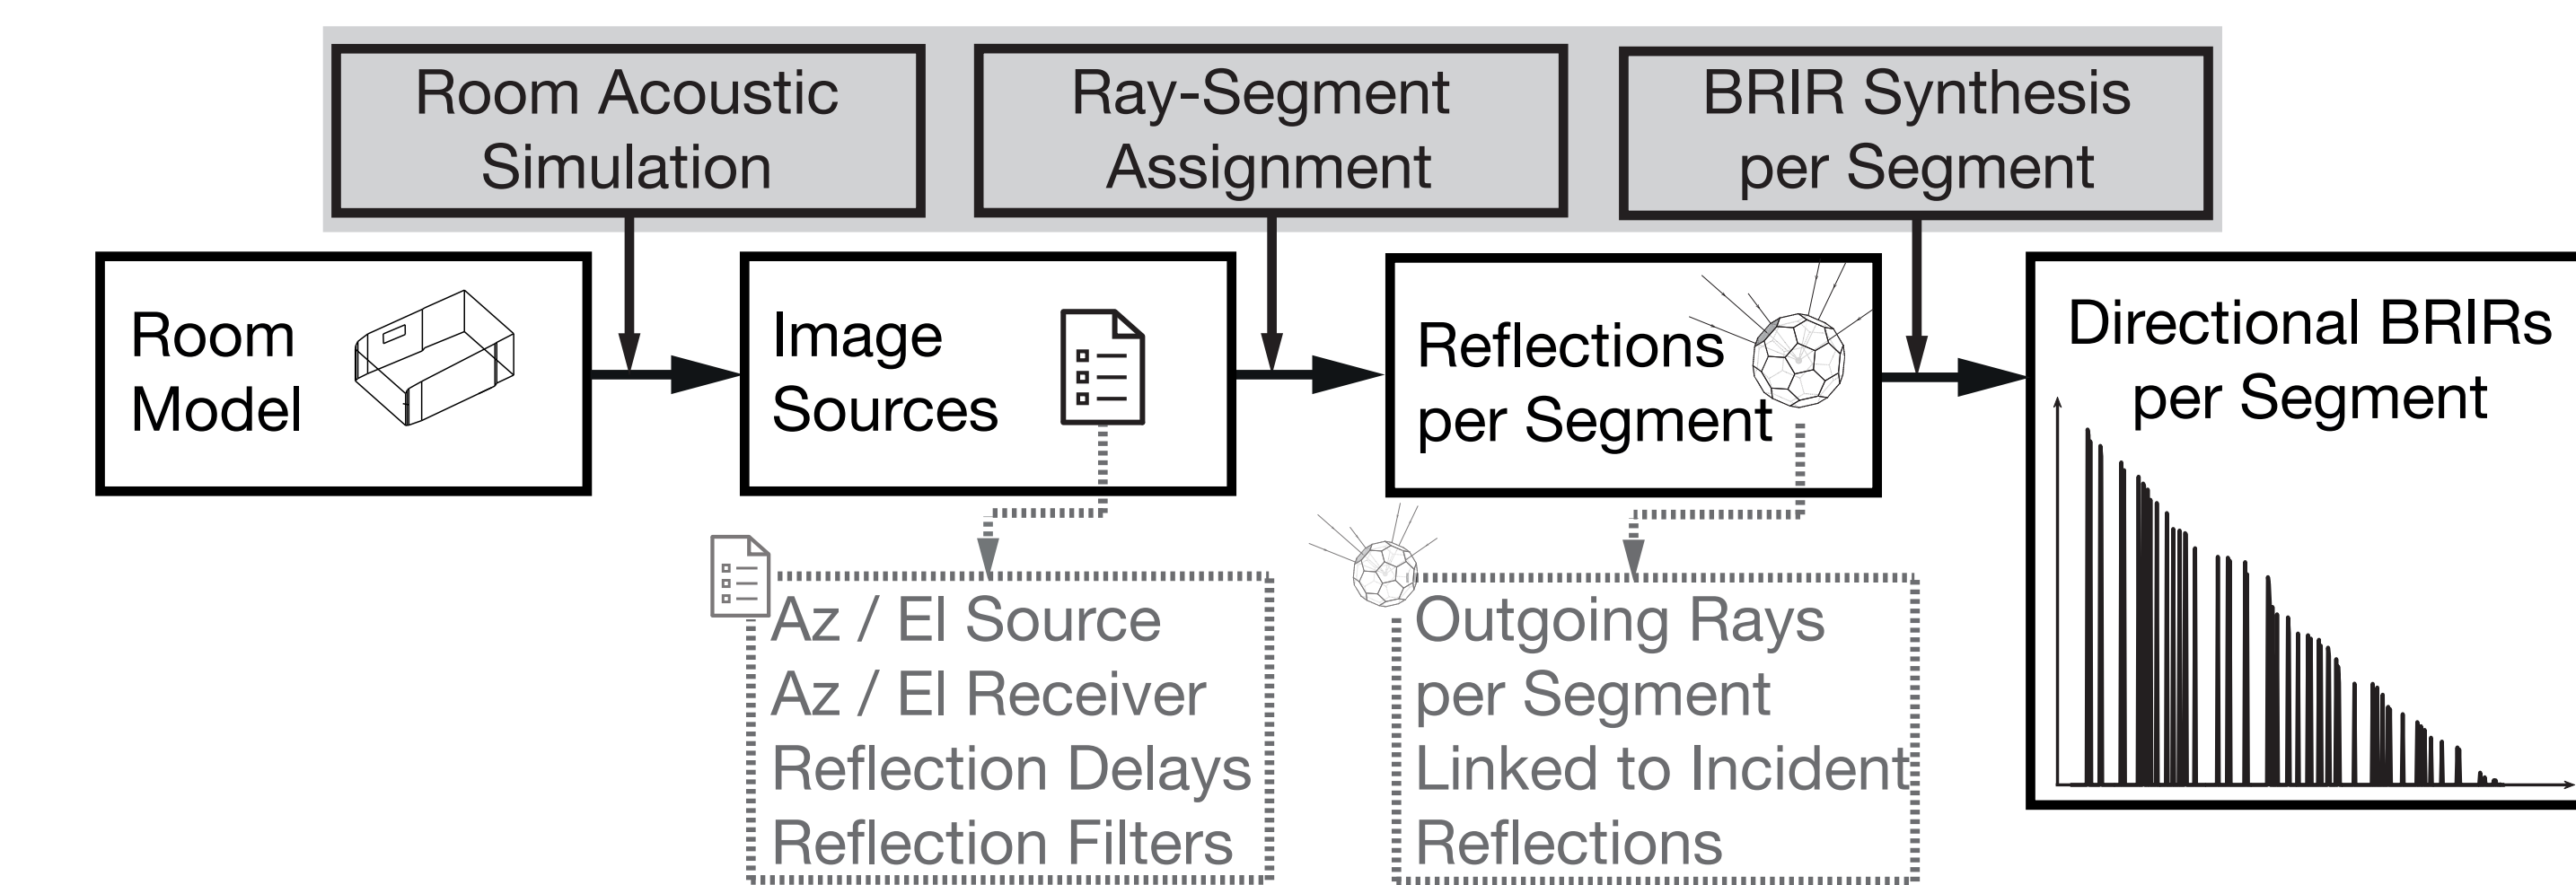 Room Acoustic
Simulation
Ray-Segment
Assignment
BRIR Synthesis
per Segment
Room
Model
Image
Sources
Reflections
per Segment
Directional BRIRs
per Segment
Az / El Source
Az / El Receiver
Reflection Delays
Reflection Filters
Outgoing Rays
per Segment
Linked to Incident
Reflections